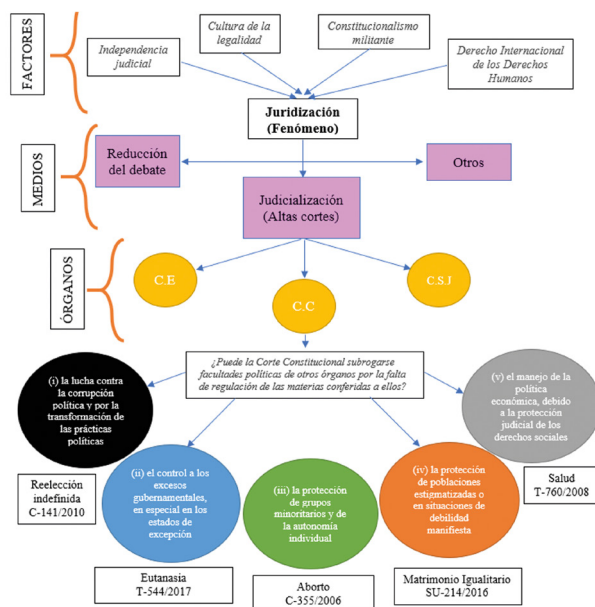 FACTORES
Independencia
judicial
Cultura de la
legalidad
Constitucionalismo
militante
Derecho Internacional
de los Derechos
Humanos
Juridización
(Fenómeno)
MEDIOS
Reducción
del debate
Otros
Judicialización
(Altas cortes)
ÓRGANOS
C.E
C.C
C.S.J
¿Puede la Corte Constitucional subrogarse
facultades políticas de otros órganos por la falta
de regulación de las materias conferidas a ellos?
(i) la lucha contra
la corrupción
política y por la
transformación de
las prácticas
políticas
Reelección
indefinida
C-141/2010
(ii) el control a los
excesos
gubernamentales,
en especial en los
estados de
excepción
Eutanasia
T-544/2017
(iii) la protección
de grupos
minoritarios y de
la autonomía
individual
Aborto
C-355/2006
(iv) la protección
de poblaciones
estigmatizadas o
en situaciones de
debilidad
manifiesta
Matrimonio Igualitario
SU-214/2016
(v) el manejo de la
política
económica, debido
a la protección
judicial de los
derechos sociales
Salud
T-760/2008